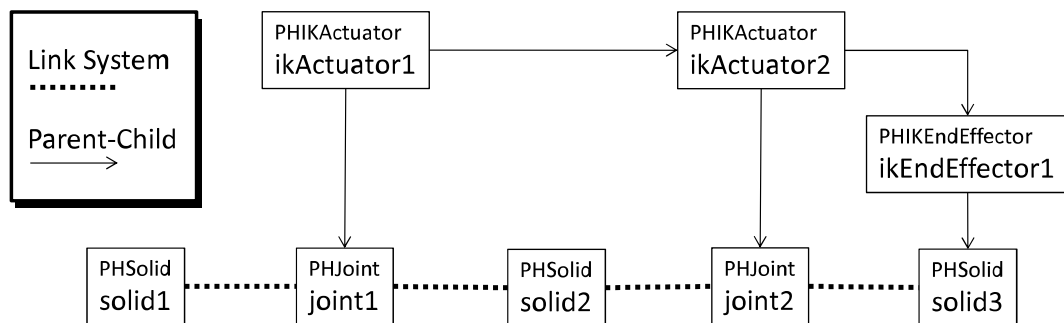 Link System
Parent-Child
PHIKActuator
ikActuator1
PHIKActuator
ikActuator2
PHIKEndEffector
ikEndEffector1
PHSolid
solid1
PHJoint
joint1
PHSolid
solid2
PHJoint
joint2
PHSolid
solid3